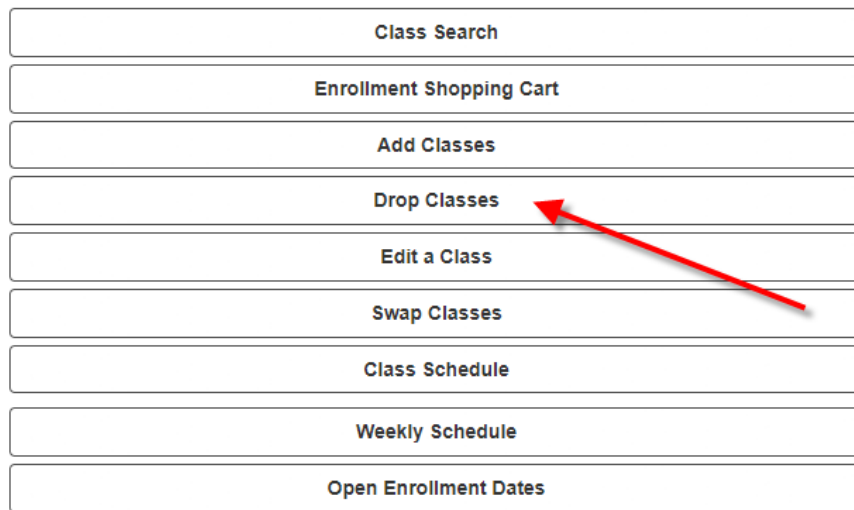 Class Search
Enrollment Shopping Cart
Add Classes
Drop Classes
Edit a Class
Swap Classes
Class Schedule
Weekly Schedule
Open Enrollment Dates